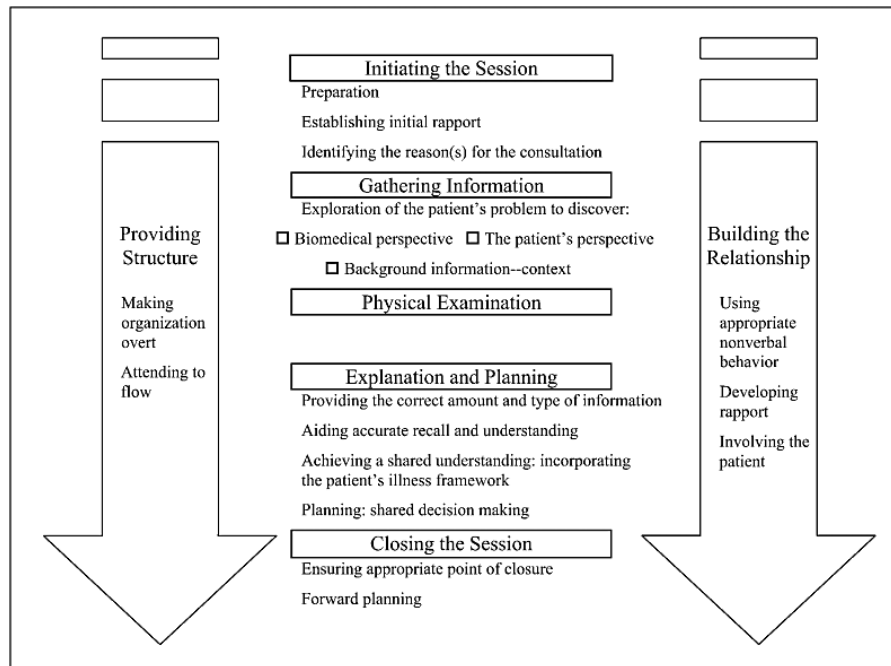 Initiating the Session
Preparation
Establishing initial rapport
Identifying the reason(s) for the consultation
Gathering Information
Exploration of the patient's problem to discover:
Biomedical perspective
The patient's perspective
Background information--context
Physical Examination
Explanation and Planning
Providing the correct amount and type of information
Aiding accurate recall and understanding
Achieving a shared understanding: incorporating
the patient's illness framework
Planning: shared decision making
Closing the Session
Ensuring appropriate point of closure
Forward planning
Providing
Structure
Making
organization
overt
Attending to
flow
Building the
Relationship
Using
appropriate
nonverbal
behavior
Developing
rapport
Involving the
patient